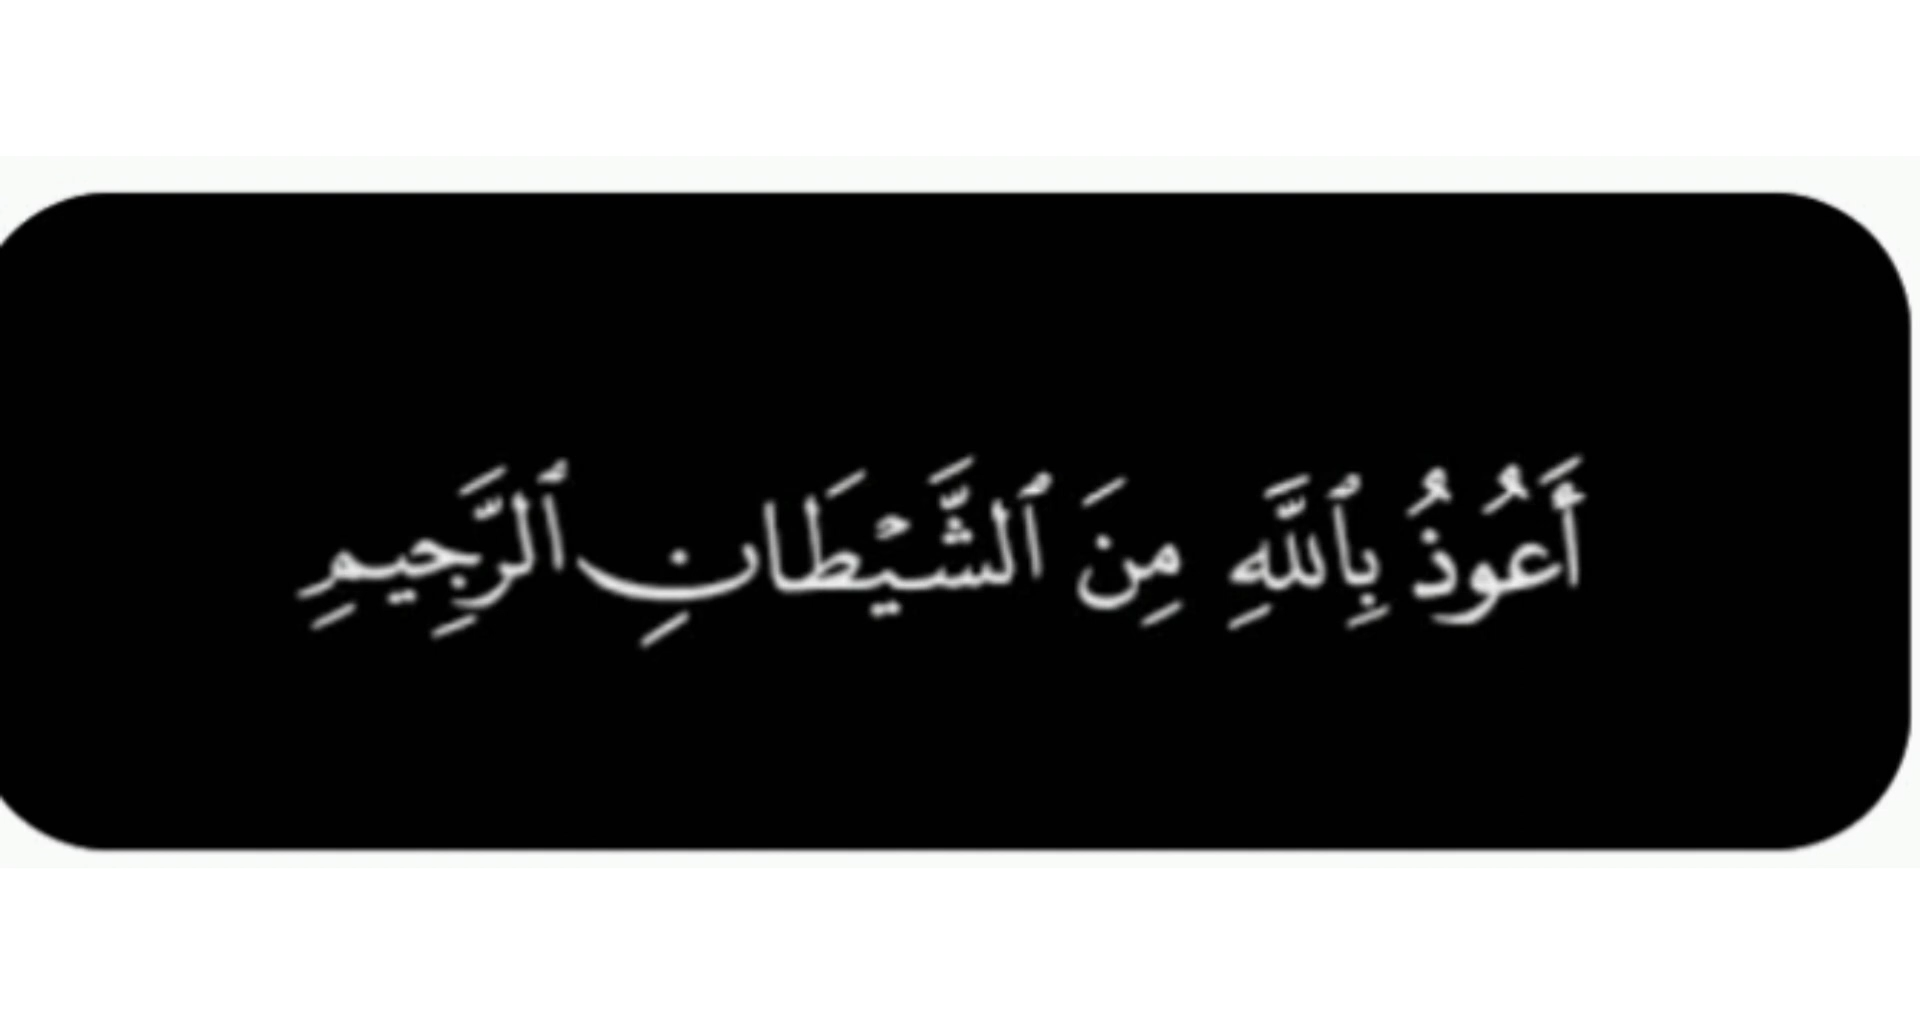 أَعُوذُ بِٱللَّهِ مِنَ ٱلشَّيۡطَانِ ٱلرَّجِيمِ